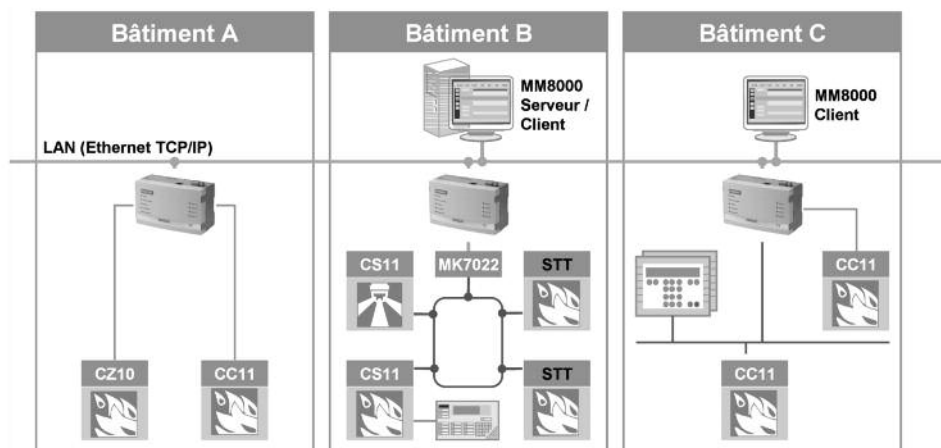 Bâtiment A
Bâtiment B
Bâtiment C
MM8000
Serveur /
Client
MM8000
Client
LAN (Ethernet TCP/IP)
CS11
MK7022
STT
CC11
CZ10
CC11
CS11
STT
CC11